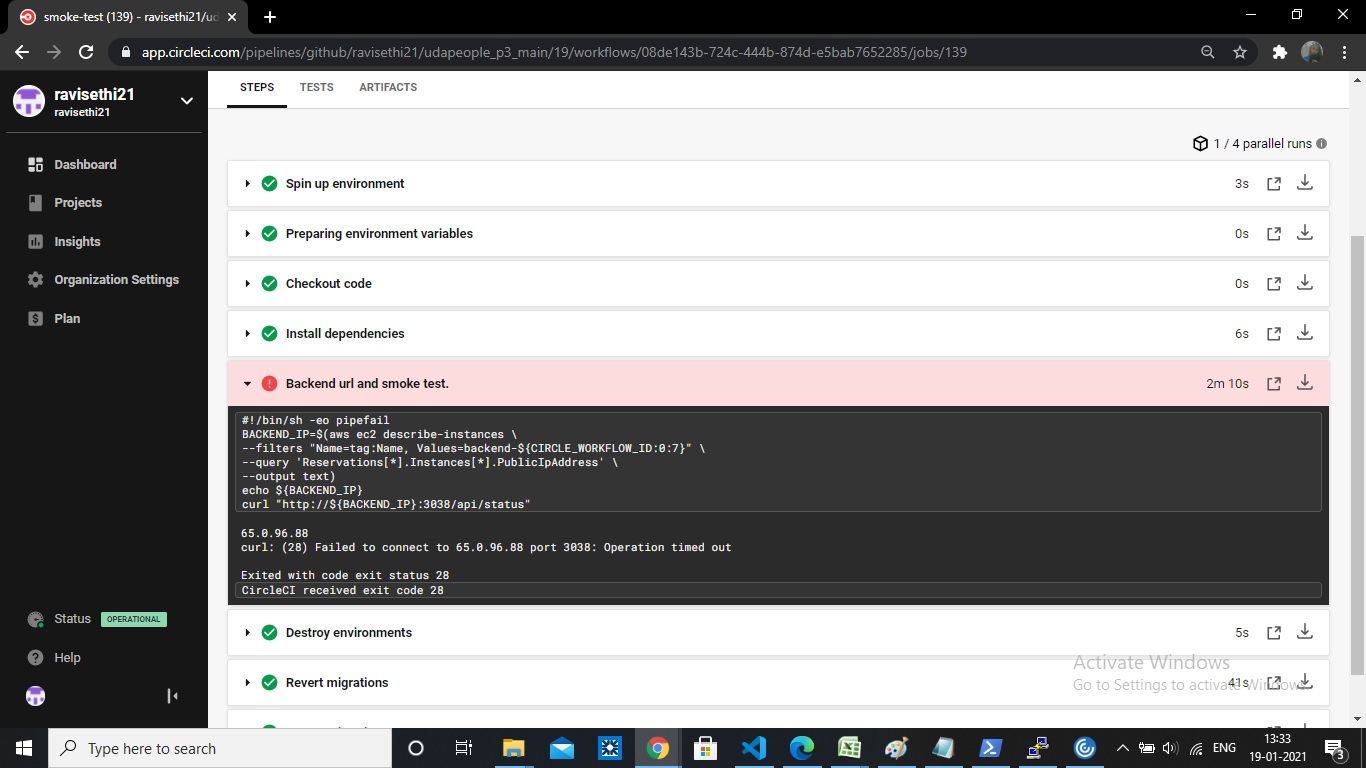 smoke-test (139) - ravisethi21/ud
app.circleci.com/pipelines/github/ravisethi21/udapeople_p3_main/19/workflows/08de143b-724c-444b-874d-e5bab7652285/jobs/139
ravisethi21
ravisethi21
Dashboard
Projects
Insights
Organization Settings
Plan
Status OPERATIONAL
Help
STEPS TESTS ARTIFACTS
1 / 4 parallel runs
Spin up environment 3s
Preparing environment variables 0s
Checkout code 0s
Install dependencies 6s
Backend url and smoke test. 2m 10s
#!/bin/sh -eo pipefail
BACKEND_IP=$(aws ec2 describe-instances \
--filters "Name=tag:Name, Values=backend-${CIRCLE_WORKFLOW_ID:0:7}" \
--query 'Reservations[*].Instances[*].PublicIpAddress' \
--output text)
echo ${BACKEND_IP}
curl "http://${BACKEND_IP}:3038/api/status"
65.0.96.88
curl: (28) Failed to connect to 65.0.96.88 port 3038: Operation timed out
Exited with code exit status 28
CircleCI received exit code 28
Destroy environments 5s
Revert migrations 41s
Activate Windows
Go to Settings to activate Windows.
Type here to search
ENG
13:33
19-01-2021
3